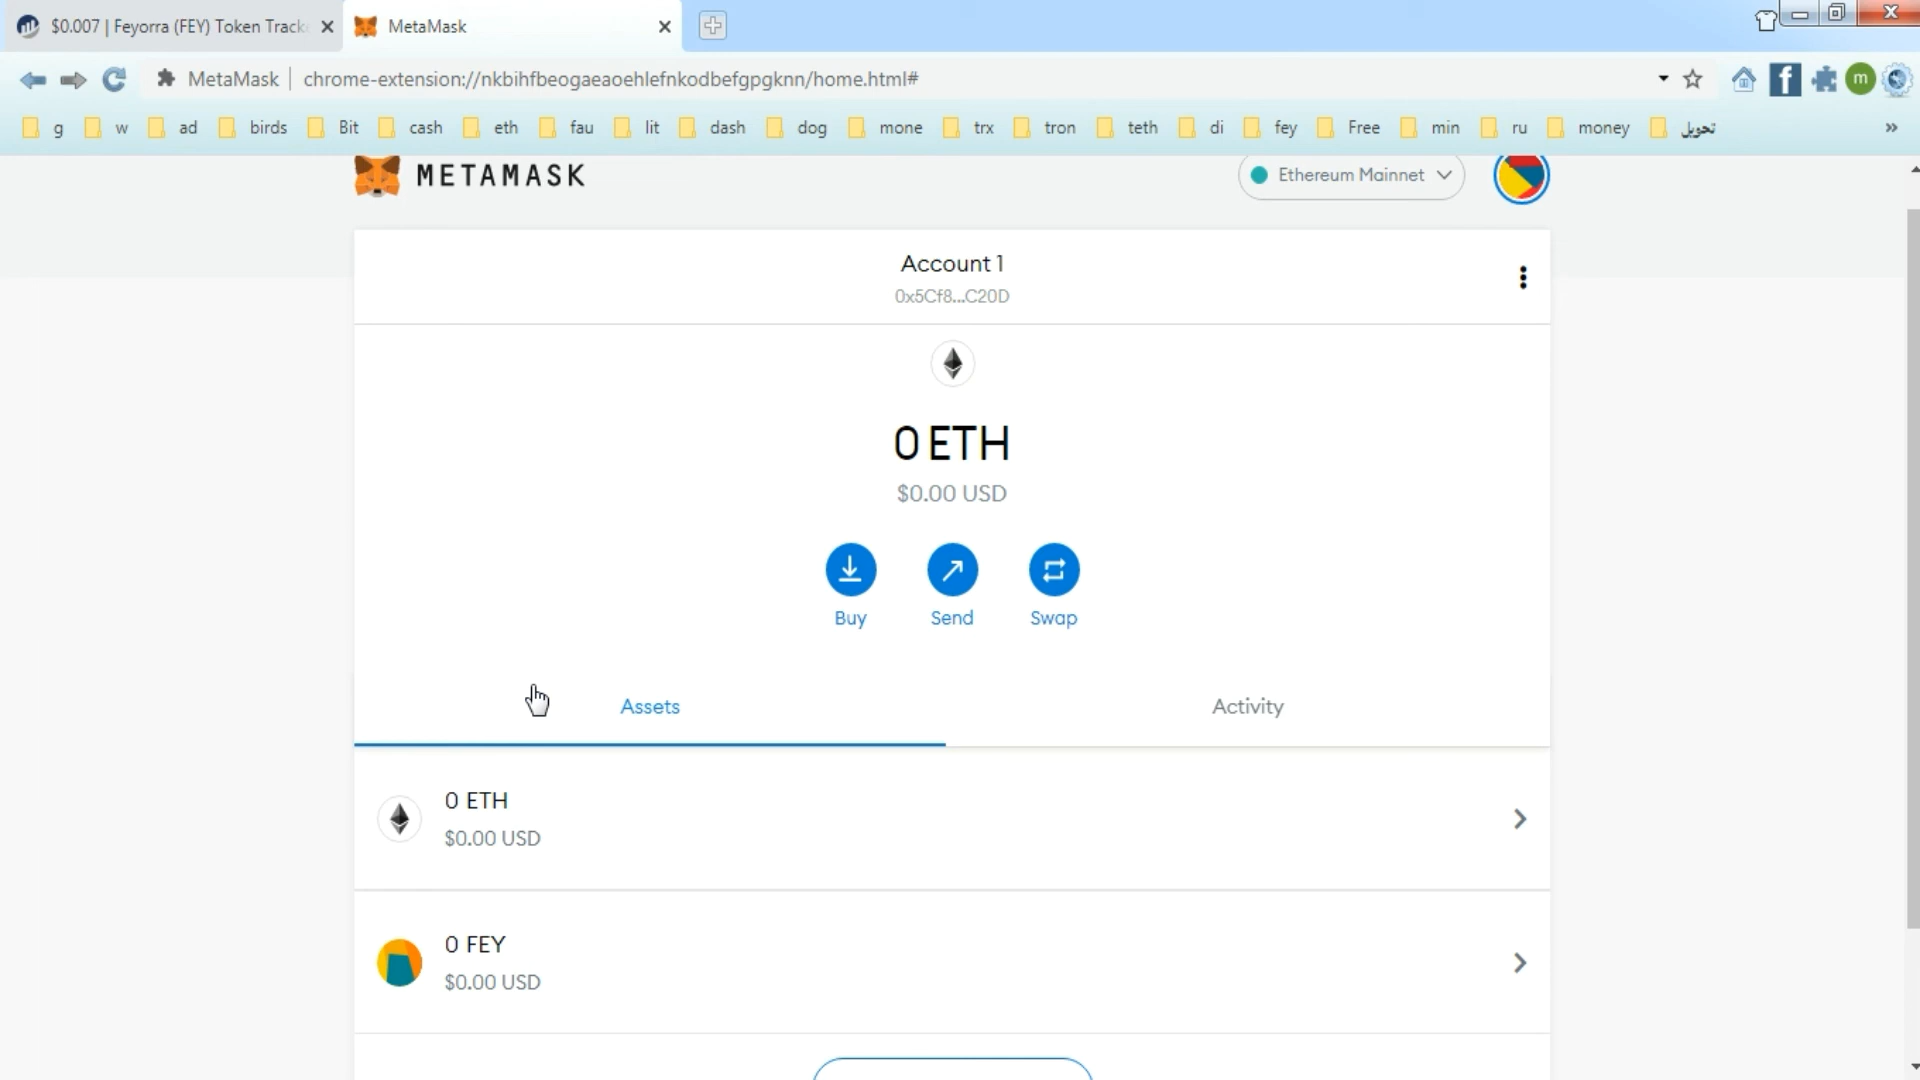 $0.007 | Feyorra (FEY) Token Track
MetaMask
MetaMask
chrome-extension://nkbihfbeogaeaoehlefnkodbefgpgknn/home.html#
m
g
w
ad
birds
Bit
cash
eth
fau
lit
dash
dog
mone
trx
tron
teth
di
fey
Free
min
ru
money
تحويل
»
METAMASK
Ethereum Mainnet
Account 1
0x5Cf8...C20D
0 ETH
$0.00 USD
Buy
Send
Swap
Assets
Activity
0 ETH
$0.00 USD
0 FEY
$0.00 USD